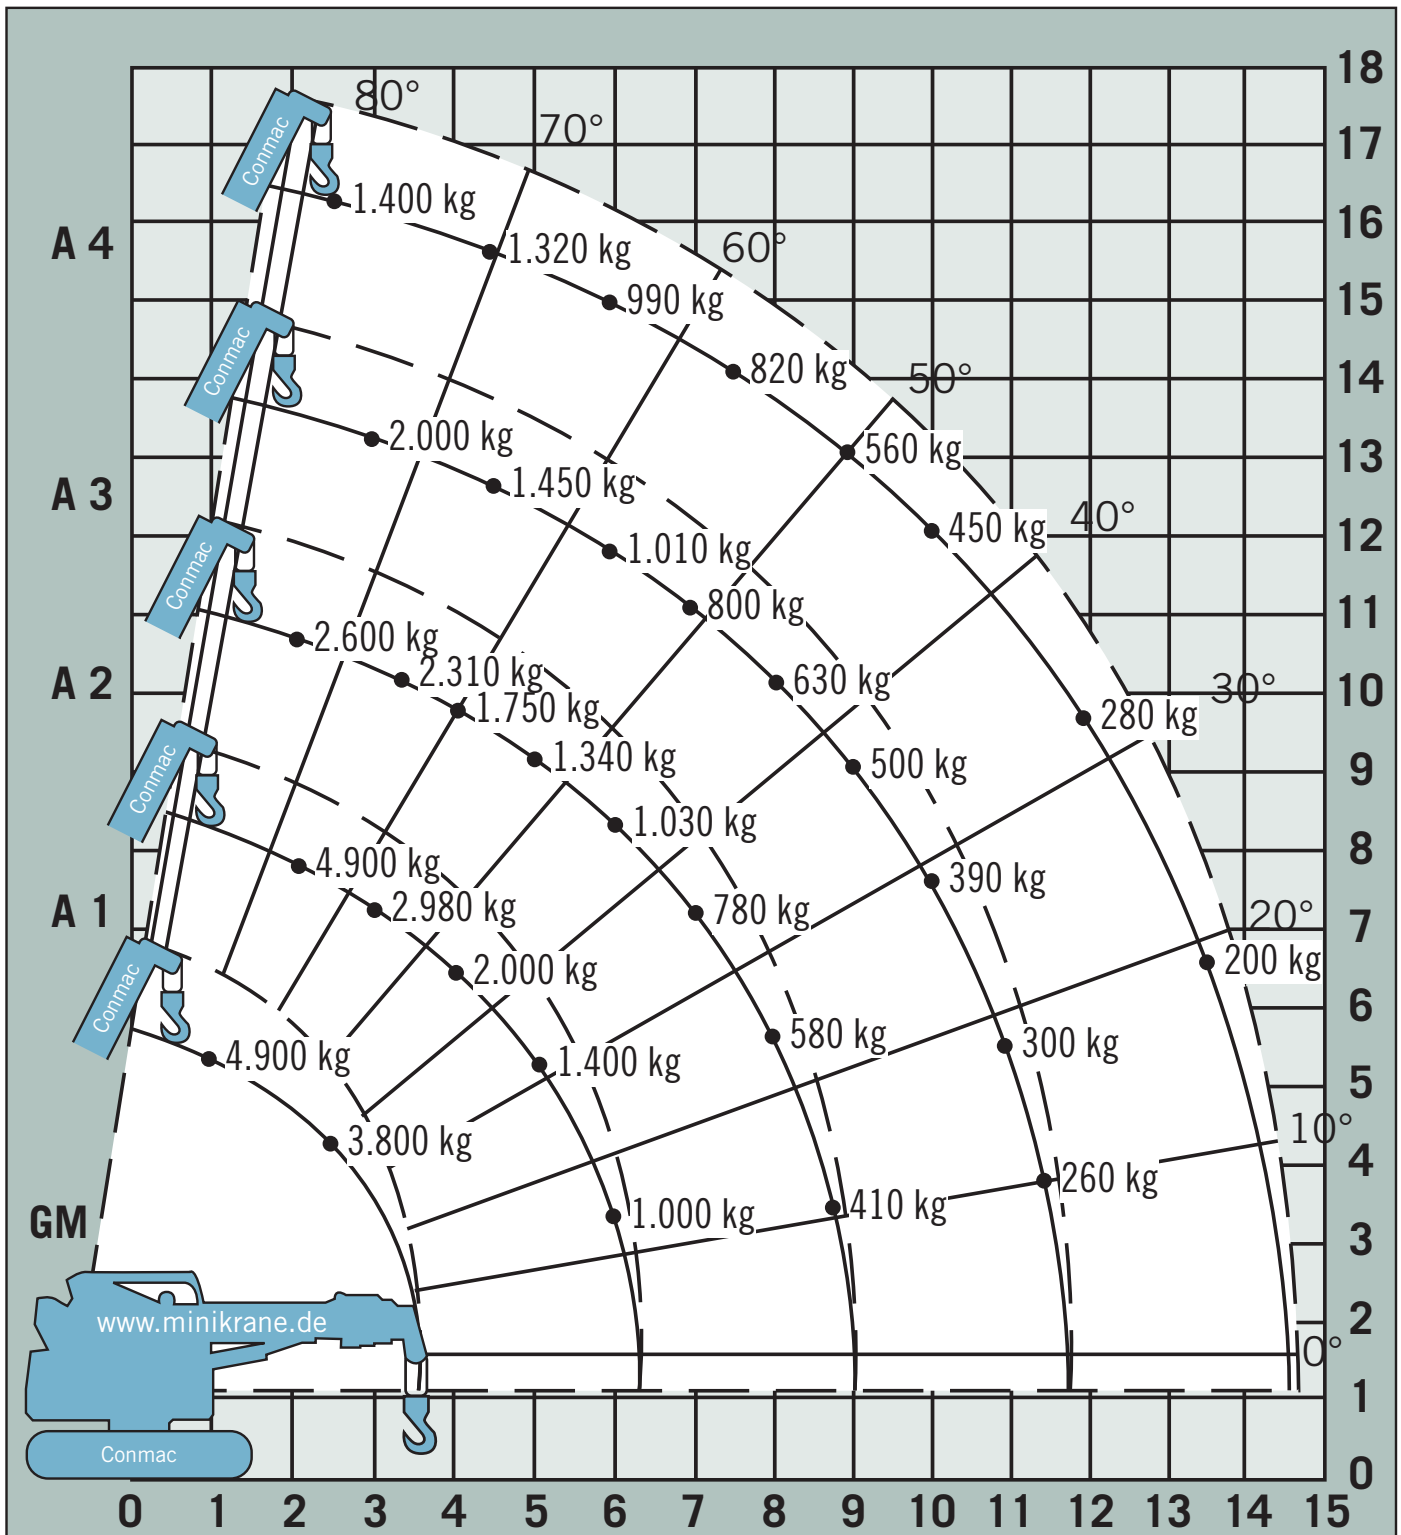 18
80°
70°
17
Conmac
1.400 kg
16
A 4
1.320 kg
60°
990 kg
15
Conmac
820 kg
50°
14
2.000 kg
560 kg
13
A 3
1.450 kg
450 kg
40°
12
Conmac
1.010 kg
800 kg
11
2.600 kg
A 2
2.310 kg
630 kg
30°
10
1.750 kg
280 kg
Conmac
1.340 kg
500 kg
9
1.030 kg
8
4.900 kg
390 kg
A 1
2.980 kg
780 kg
20°
7
Conmac
2.000 kg
200 kg
6
4.900 kg
1.400 kg
580 kg
300 kg
5
3.800 kg
10°
4
GM
1.000 kg
410 kg
260 kg
3
www.minikrane.de
2
0°
1
Conmac
0
0 1 2 3 4 5 6 7 8 9 10 11 12 13 14 15